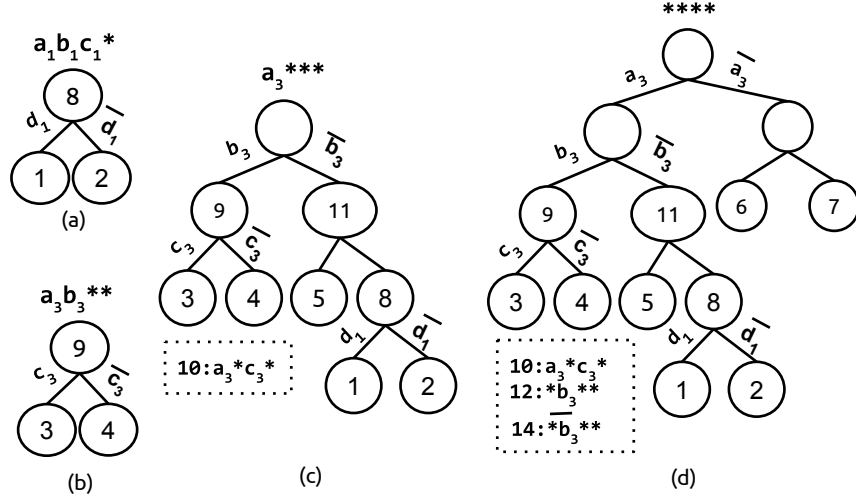 a₁b₁c₁*
8
d₁ d̅₁
1 2
(a)
a₃b₃**
9
c₃ c̅₃
3 4
(b)
a₃***
b₃ b̅₃
9 11
c₃ c̅₃
3 4 5 8
d₁ d̅₁
1 2
10:a₃*c₃*
(c)
****
a₃ a̅₃
b₃ b̅₃
9 11 6 7
c₃ c̅₃
3 4 5 8
d₁ d̅₁
1 2
10:a₃*c₃*
12:*b₃**
14:*b̅₃**
(d)